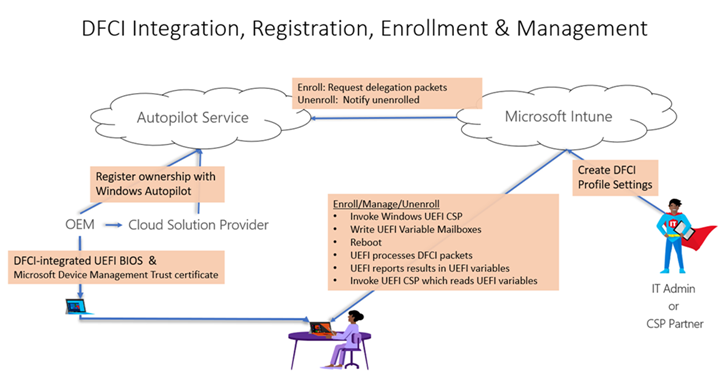 DFCI Integration, Registration, Enrollment & Management
Enroll: Request delegation packets
Unenroll: Notify unenrolled
Autopilot Service
Microsoft Intune
Register ownership with
Windows Autopilot
Create DFCI
Profile Settings
OEM
Cloud Solution Provider
Enroll/Manage/Unenroll
• Invoke Windows UEFI CSP
• Write UEFI Variable Mailboxes
• Reboot
• UEFI processes DFCI packets
• UEFI reports results in UEFI variables
• Invoke UEFI CSP which reads UEFI variables
DFCI-integrated UEFI BIOS &
Microsoft Device Management Trust certificate
IT
IT Admin
or
CSP Partner